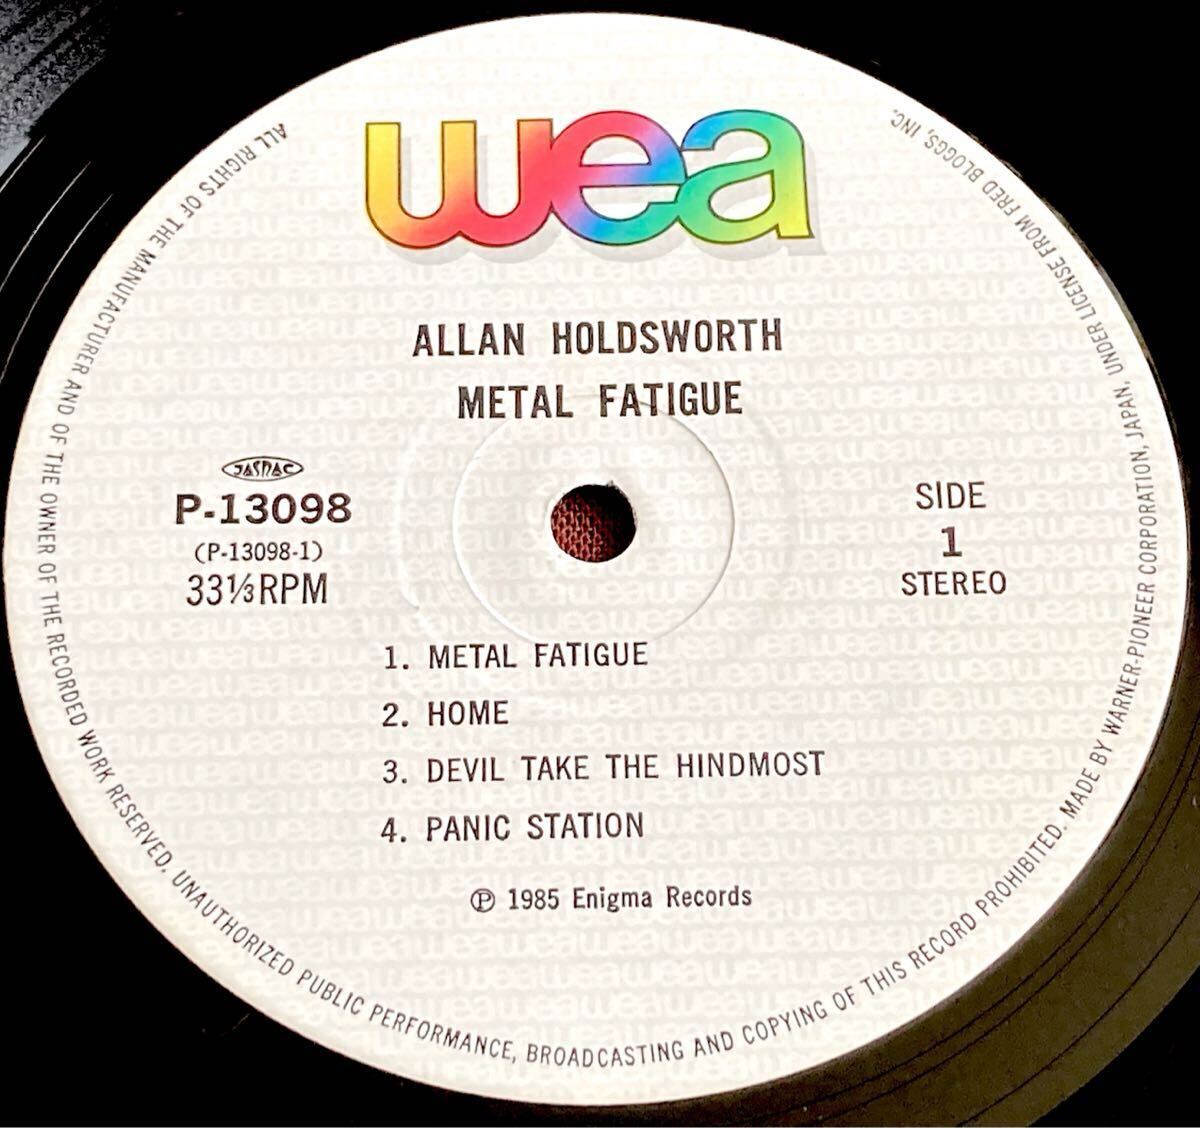 wea
ALLAN HOLDSWORTH
METAL FATIGUE
JASRAC
P-13098
(P-13098-1)
33⅓RPM
SIDE
1
STEREO
1. METAL FATIGUE
2. HOME
3. DEVIL TAKE THE HINDMOST
4. PANIC STATION
℗ 1985 Enigma Records
ALL RIGHTS OF THE MANUFACTURER AND OF THE OWNER OF THE RECORDED WORK RESERVED. UNAUTHORIZED PUBLIC PERFORMANCE, BROADCASTING AND COPYING OF THIS RECORD PROHIBITED. MADE BY WARNER-PIONEER CORPORATION, JAPAN, UNDER LICENSE FROM FRED BLOGGS, INC.